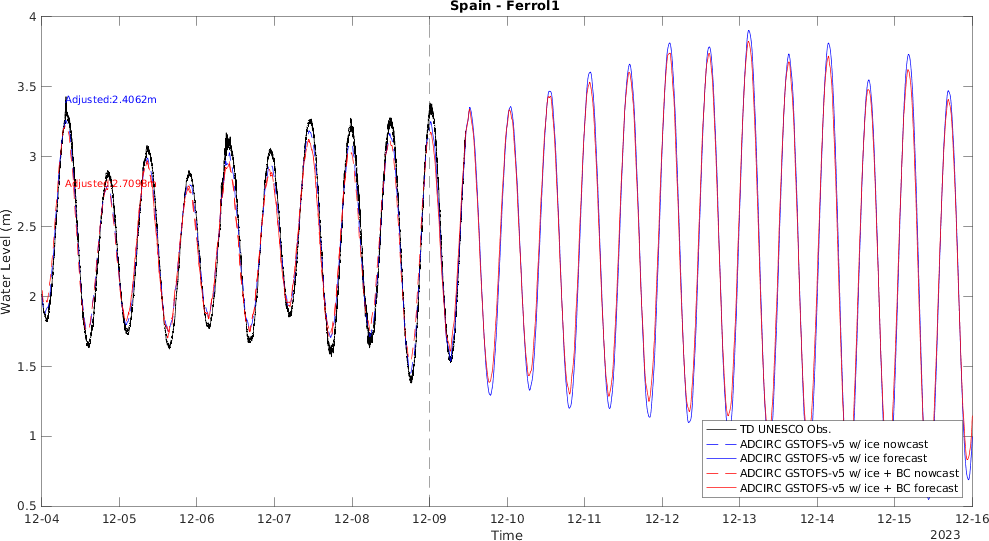 Spain - Ferrol1
4
3.5
3
2.5
2
1.5
1
0.5
Water Level (m)
Adjusted:2.4062m
Adjusted:2.7098m
TD UNESCO Obs.
ADCIRC GSTOFS-v5 w/ ice nowcast
ADCIRC GSTOFS-v5 w/ ice forecast
ADCIRC GSTOFS-v5 w/ ice + BC nowcast
ADCIRC GSTOFS-v5 w/ ice + BC forecast
12-04 12-05 12-06 12-07 12-08 12-09 12-10 12-11 12-12 12-13 12-14 12-15 12-16
Time
2023